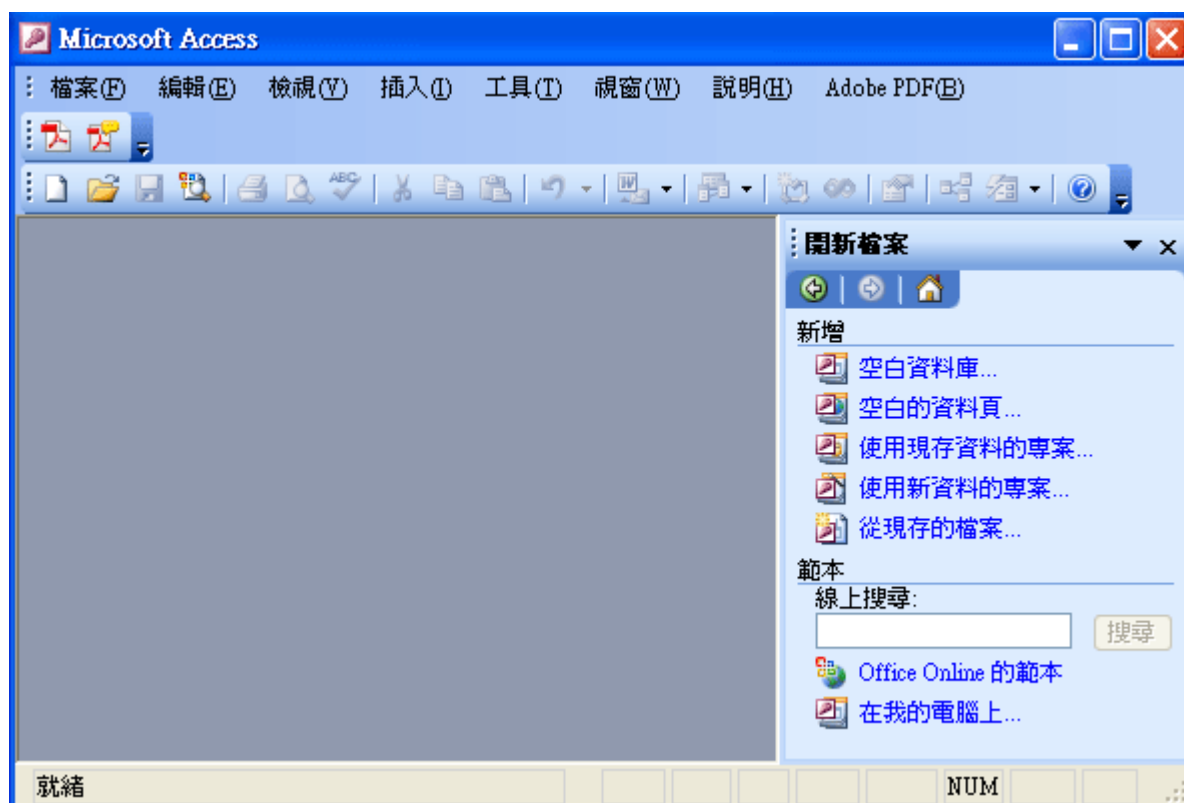 Microsoft Access
檔案(F) 編輯(E) 檢視(V) 插入(I) 工具(T) 視窗(W) 說明(H) Adobe PDF(B)
ABC
W
開新檔案
新增
空白資料庫...
空白的資料頁...
使用現存資料的專案...
使用新資料的專案...
從現存的檔案...
範本
線上搜尋:
搜尋
Office Online 的範本
在我的電腦上...
就緒 NUM